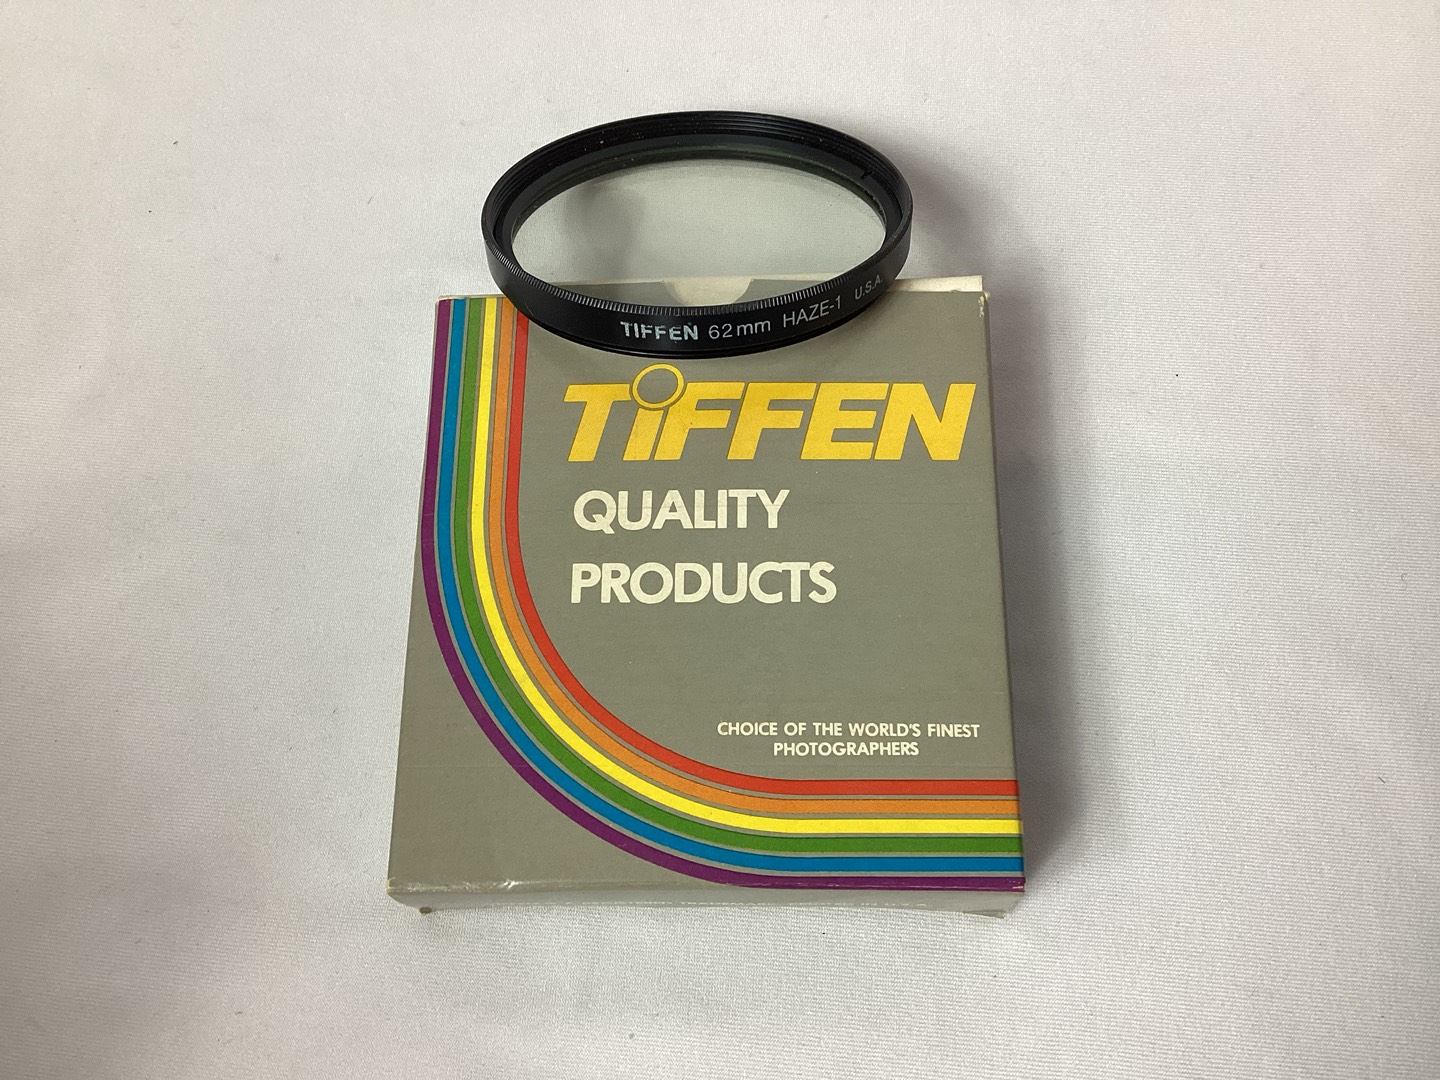 TIFFEN 62mm HAZE-1 U.S.A.
TiFFEN
QUALITY
PRODUCTS
CHOICE OF THE WORLD'S FINEST
PHOTOGRAPHERS